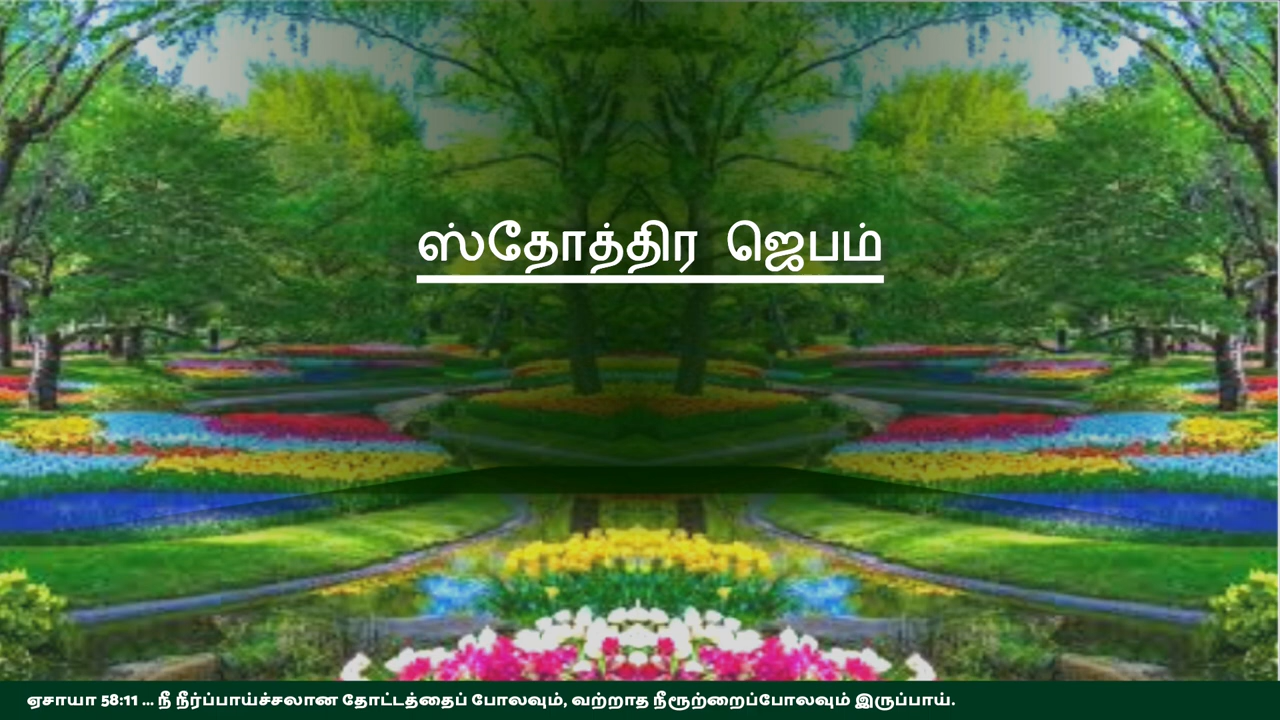 ஸ்தோத்திர ஜெபம்
ஏசாயா 58:11 ... நீ நீர்ப்பாய்ச்சலான தோட்டத்தைப் போலவும், வற்றாத நீரூற்றைப்போலவும் இருப்பாய்.